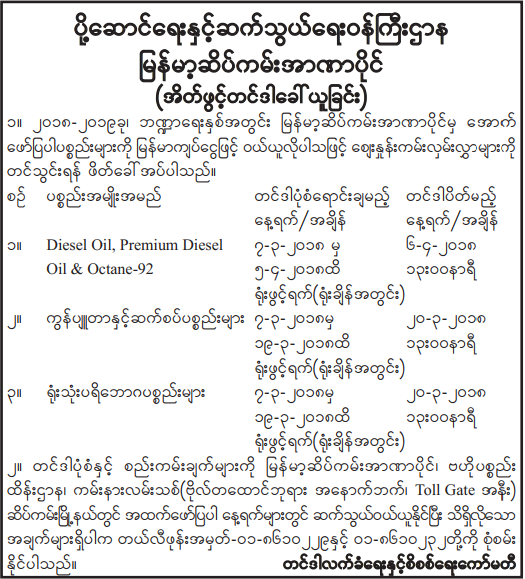 ပို့ဆောင်ရေးနှင့်ဆက်သွယ်ရေးဝန်ကြီးဌာန
မြန်မာ့ဆိပ်ကမ်းအာဏာပိုင်
(အိတ်ဖွင့်တင်ဒါခေါ်ယူခြင်း)
၁။ ၂၀၁၈-၂၀၁၉ခု၊ ဘဏ္ဍာရေးနှစ်အတွင်း မြန်မာ့ဆိပ်ကမ်းအာဏာပိုင်မှ အောက်
ဖော်ပြပါပစ္စည်းများကို မြန်မာကျပ်ငွေဖြင့် ဝယ်ယူလိုပါသဖြင့် ဈေးနှုန်းကမ်းလှမ်းလွှာများကို
တင်သွင်းရန် ဖိတ်ခေါ်အပ်ပါသည်။
စဉ် ပစ္စည်းအမျိုးအမည် တင်ဒါပုံစံရောင်းချမည့် တင်ဒါပိတ်မည့်
နေ့ရက်/အချိန် နေ့ရက်/အချိန်
၁။ Diesel Oil, Premium Diesel ၇-၃-၂၀၁၈ မှ ၆-၄-၂၀၁၈
Oil & Octane-92 ၅-၄-၂၀၁၈ထိ ၁၃း၀၀နာရီ
ရုံးဖွင့်ရက်(ရုံးချိန်အတွင်း)
၂။ ကွန်ပျူတာနှင့်ဆက်စပ်ပစ္စည်းများ ၇-၃-၂၀၁၈မှ ၂၀-၃-၂၀၁၈
၁၉-၃-၂၀၁၈ထိ ၁၃း၀၀နာရီ
ရုံးဖွင့်ရက်(ရုံးချိန်အတွင်း)
၃။ ရုံးသုံးပရိဘောဂပစ္စည်းများ ၇-၃-၂၀၁၈မှ ၂၀-၃-၂၀၁၈
၁၉-၃-၂၀၁၈ထိ ၁၃း၀၀နာရီ
ရုံးဖွင့်ရက်(ရုံးချိန်အတွင်း)
၂။ တင်ဒါပုံစံနှင့် စည်းကမ်းချက်များကို မြန်မာ့ဆိပ်ကမ်းအာဏာပိုင်၊ ဗဟိုပစ္စည်း
ထိန်းဌာန၊ ကမ်းနားလမ်းသစ်(ဗိုလ်တထောင်ဘုရား အနောက်ဘက်၊ Toll Gate အနီး)
ဆိပ်ကမ်းမြို့နယ်တွင် အထက်ဖော်ပြပါ နေ့ရက်များတွင် ဆက်သွယ်ဝယ်ယူနိုင်ပြီး သိရှိလိုသော
အချက်များရှိပါက တယ်လီဖုန်းအမှတ်-၀၁-၈၆၁၀၂၂၉နှင့် ၀၁-၈၆၁၀၂၃၂တို့ကို စုံစမ်း
နိုင်ပါသည်။ တင်ဒါလက်ခံရေးနှင့်စိစစ်ရေးကော်မတီ